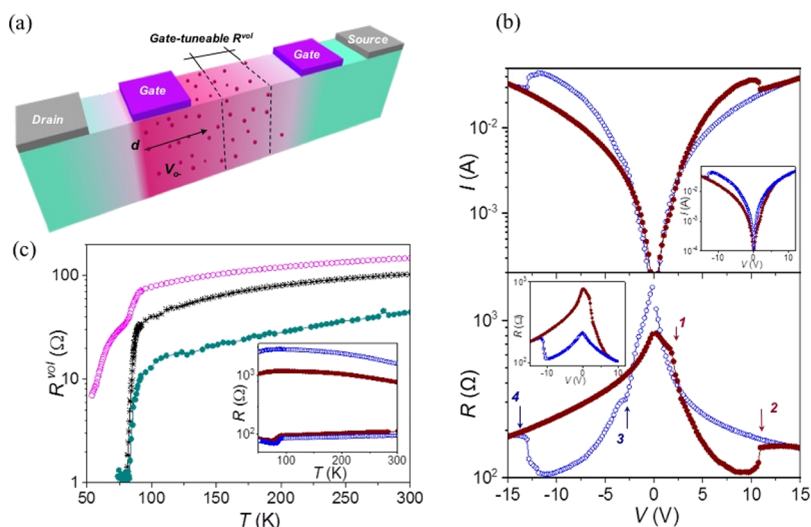 (a)
Gate-tuneable R^vol
Source
Gate
Gate
Drain
d
V_o-
(b)
10^-2
10^-3
I (A)
I (A)
10^-2
10^-3
10^-4
-10 0 10
V (V)
10^3
10^2
R (Ω)
R (Ω)
10^2
-10 0 10
V (V)
1
2
3
4
-15 -10 -5 0 5 10 15
V (V)
(c)
100
10
1
R^vol (Ω)
R (Ω)
10^3
10^2
100 200 300
T (K)
50 100 150 200 250 300
T (K)